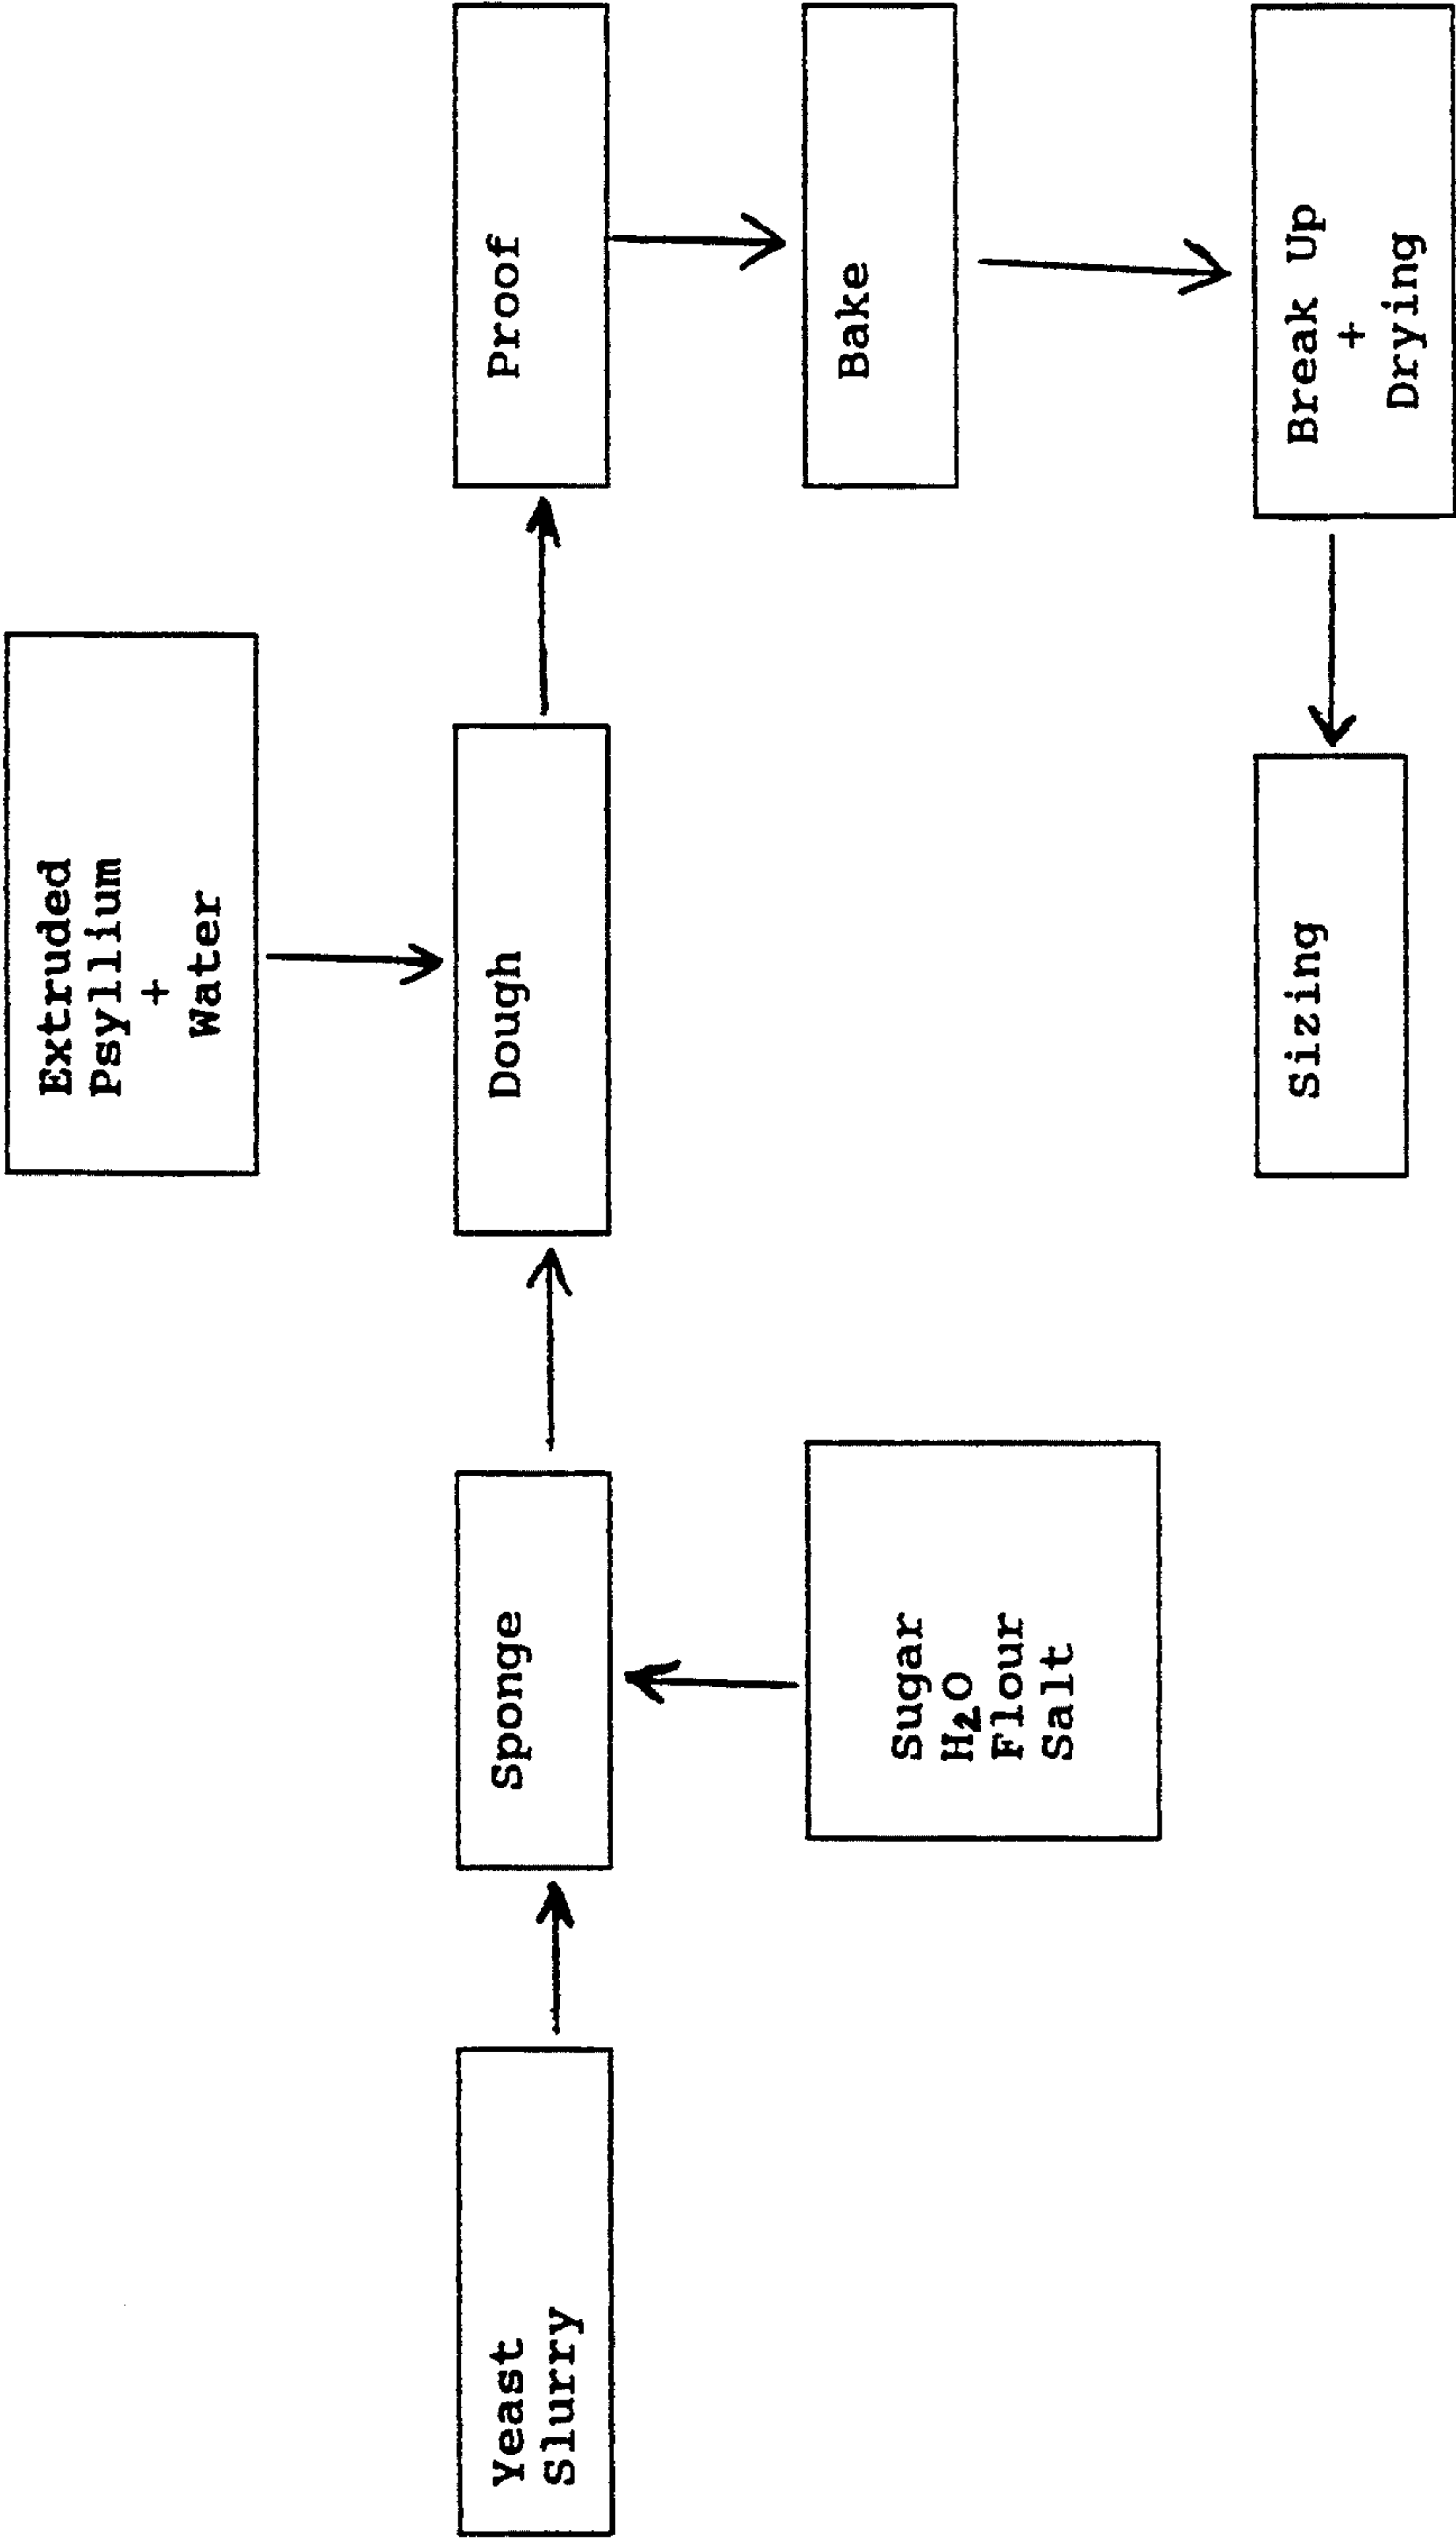 Extruded
Psyllium
+
Water
Yeast
Slurry
Sponge
Dough
Proof
Sugar
H₂O
Flour
Salt
Bake
Sizing
Break Up
+
Drying